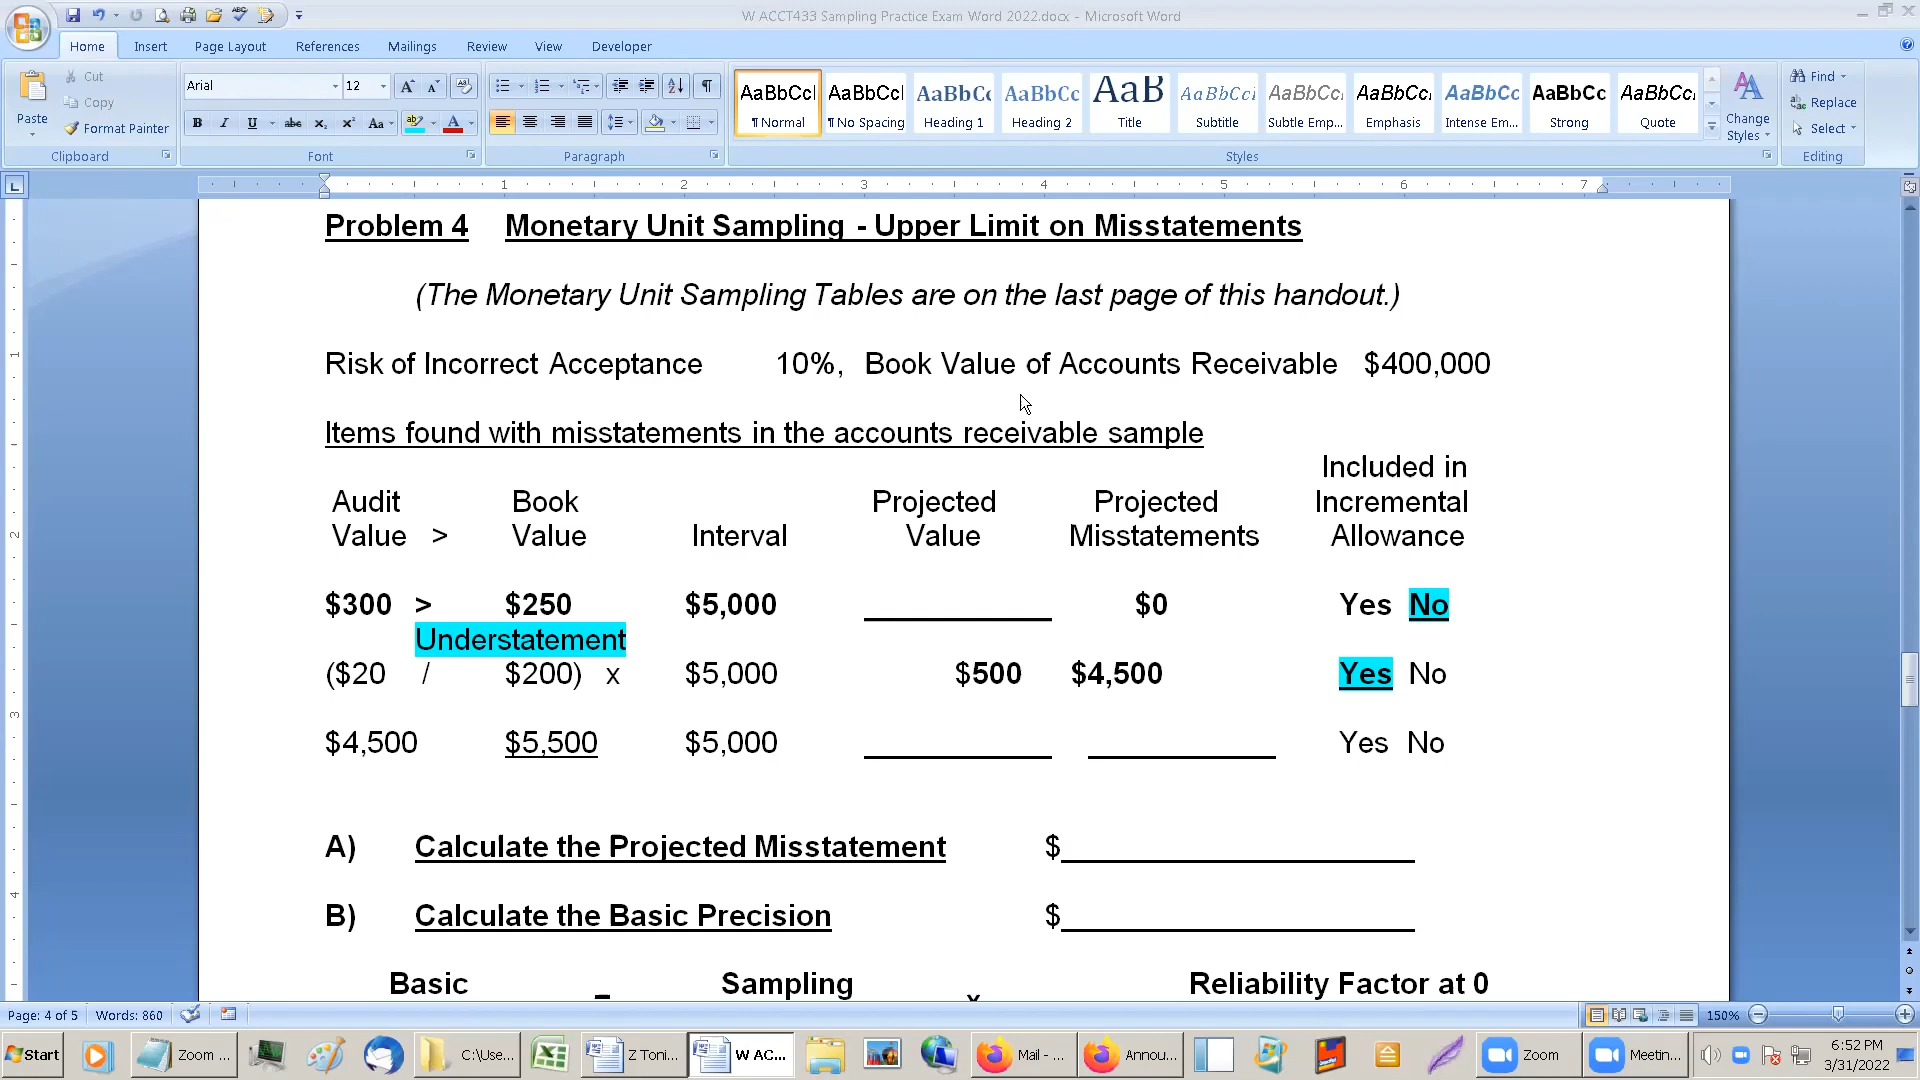 W ACCT433 Sampling Practice Exam Word 2022.docx - Microsoft Word
Home Insert Page Layout References Mailings Review View Developer
Paste
Cut
Copy
Format Painter
Clipboard
Arial 12
Font
Paragraph
AaBbCcI AaBbCcI AaBbCc AaBbCc AaB AaBbCcI AaBbCcI AaBbCcI AaBbCcI AaBbCc AaBbCcI
¶ Normal ¶ No Spacing Heading 1 Heading 2 Title Subtitle Subtle Emp... Emphasis Intense Em... Strong Quote
Change Styles
Styles
Find
Replace
Select
Editing
1 2 3 4 5 6 7
Problem 4 Monetary Unit Sampling - Upper Limit on Misstatements
(The Monetary Unit Sampling Tables are on the last page of this handout.)
Risk of Incorrect Acceptance 10%, Book Value of Accounts Receivable $400,000
Items found with misstatements in the accounts receivable sample
Included in
Audit Book Projected Projected Incremental
Value > Value Interval Value Misstatements Allowance
$300 > $250 $5,000 $0 Yes No
Understatement
($20 / $200) x $5,000 $500 $4,500 Yes No
$4,500 $5,500 $5,000 Yes No
A) Calculate the Projected Misstatement $
B) Calculate the Basic Precision $
Basic = Sampling x Reliability Factor at 0
Page: 4 of 5 Words: 860 150%
Start Zoom ... C:\Use... Z Toni... W AC... Mail - ... Annou... Zoom Meetin... 6:52 PM
3/31/2022